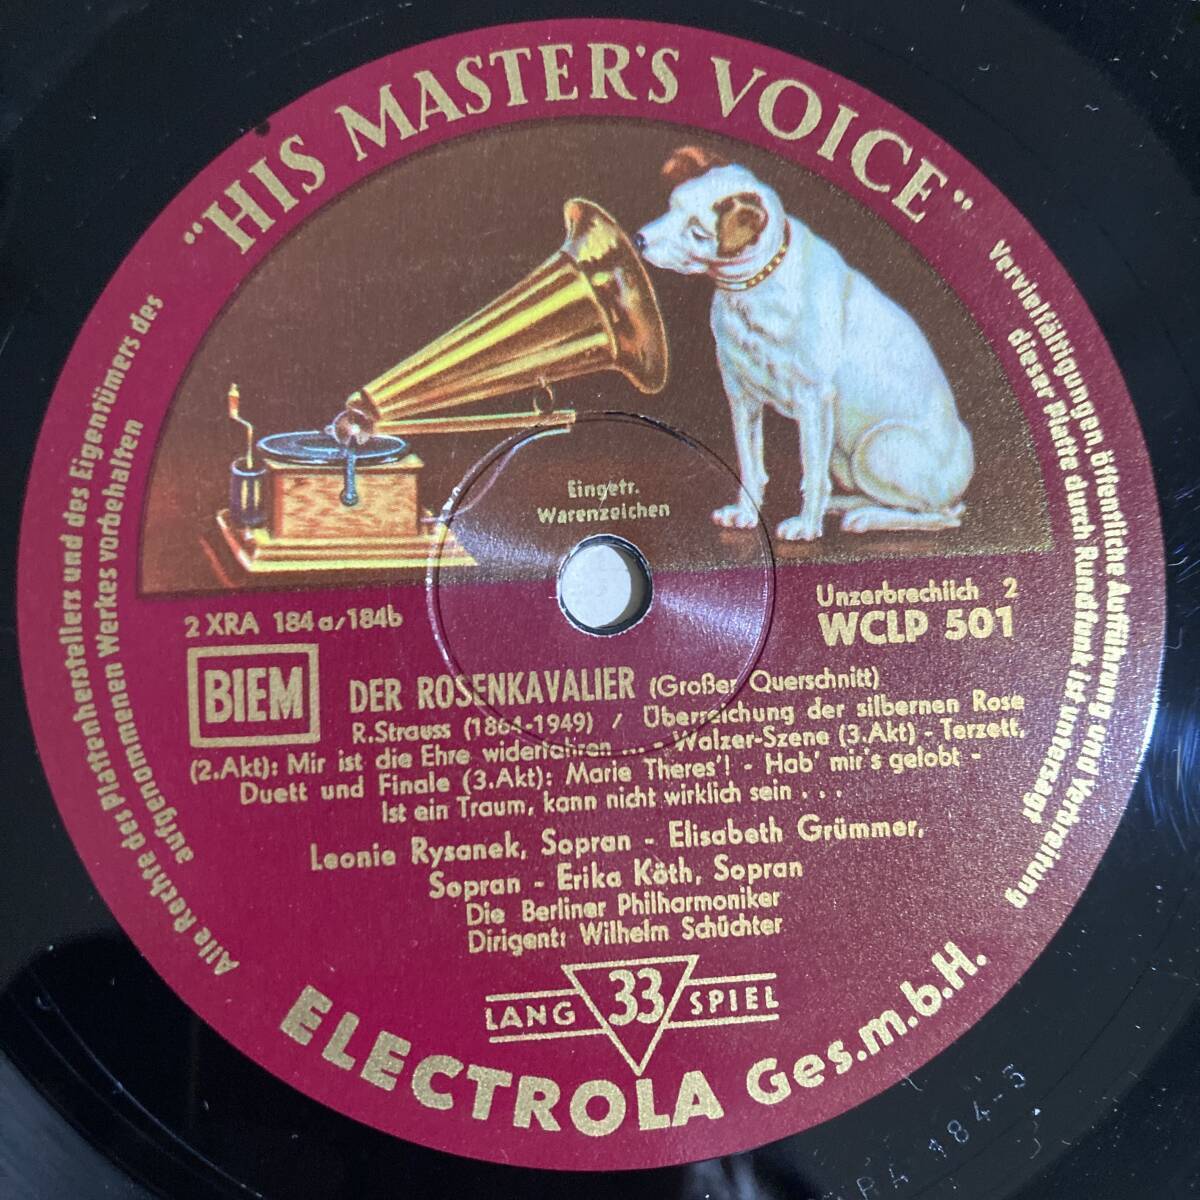 "HIS MASTER'S VOICE"
Alle Rechte des Plattenherstellers und des Eigentümers des
aufgenommenen Werkes vorbehalten
Vervielfältigungen, öffentliche Aufführung und Verbreitung
dieser Platte durch Rundfunk ist untersagt
Eingetr.
Warenzeichen
2 XRA 184a/184b
Unzerbrechlich 2
WCLP 501
BIEM
DER ROSENKAVALIER (Großer Querschnitt)
R. Strauss (1864-1949) / Überreichung der silbernen Rose
(2.Akt): Mir ist die Ehre widerfahren ... - Walzer-Szene (3.Akt) - Terzett,
Duett und Finale (3.Akt): Marie Theres'! - Hab' mir's gelobt -
Ist ein Traum, kann nicht wirklich sein . . .
Leonie Rysanek, Sopran - Elisabeth Grümmer,
Sopran - Erika Köth, Sopran
Die Berliner Philharmoniker
Dirigent: Wilhelm Schüchter
LANG 33 SPIEL
ELECTROLA Ges.m.b.H.
RA 184-3